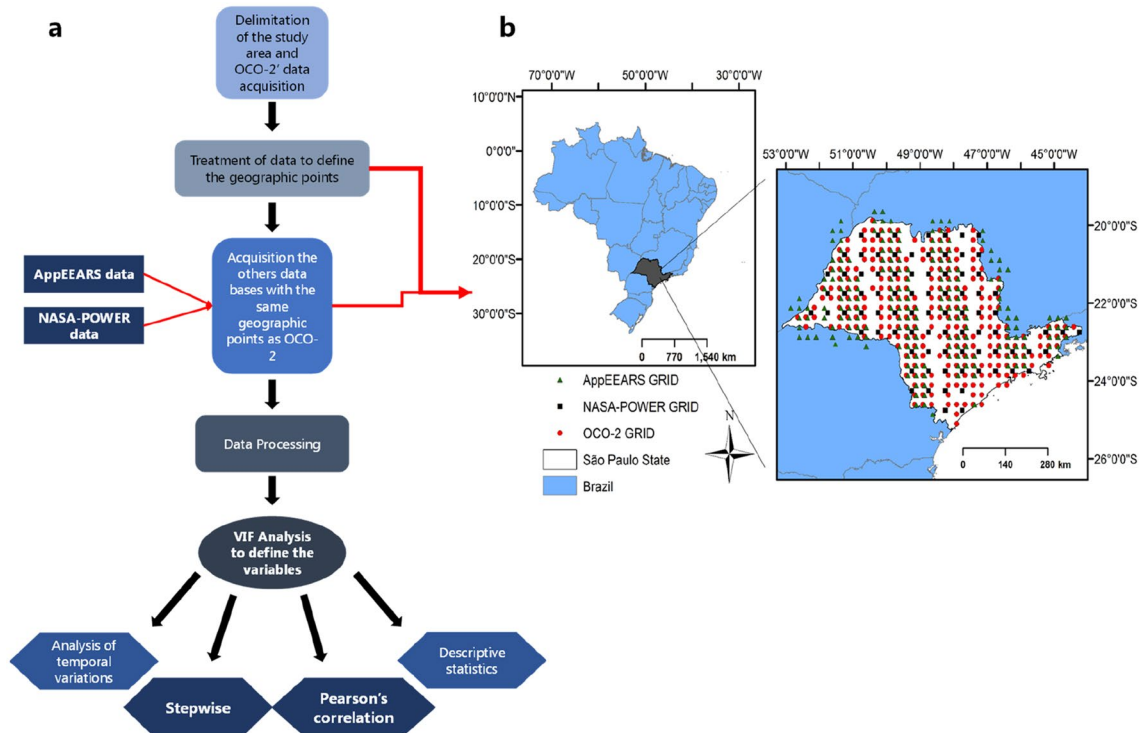 a
Delimitation
of the study
area and
OCO-2' data
acquisition
Treatment of data to define
the geographic points
AppEEARS data
NASA-POWER
data
Acquisition the
others data
bases with the
same
geographic
points as OCO-
2
Data Processing
VIF Analysis
to define the
variables
Analysis of
temporal
variations
Stepwise
Pearson's
correlation
Descriptive
statistics
b
70°0'0"W 50°0'0"W 30°0'0"W
10°0'0"N
0°0'0"
10°0'0"S
20°0'0"S
30°0'0"S
0 770 1,540 km
AppEEARS GRID
NASA-POWER GRID
OCO-2 GRID
São Paulo State
Brazil
N
53°0'0"W 51°0'0"W 49°0'0"W 47°0'0"W 45°0'0"W
20°0'0"S
22°0'0"S
24°0'0"S
26°0'0"S
0 140 280 km